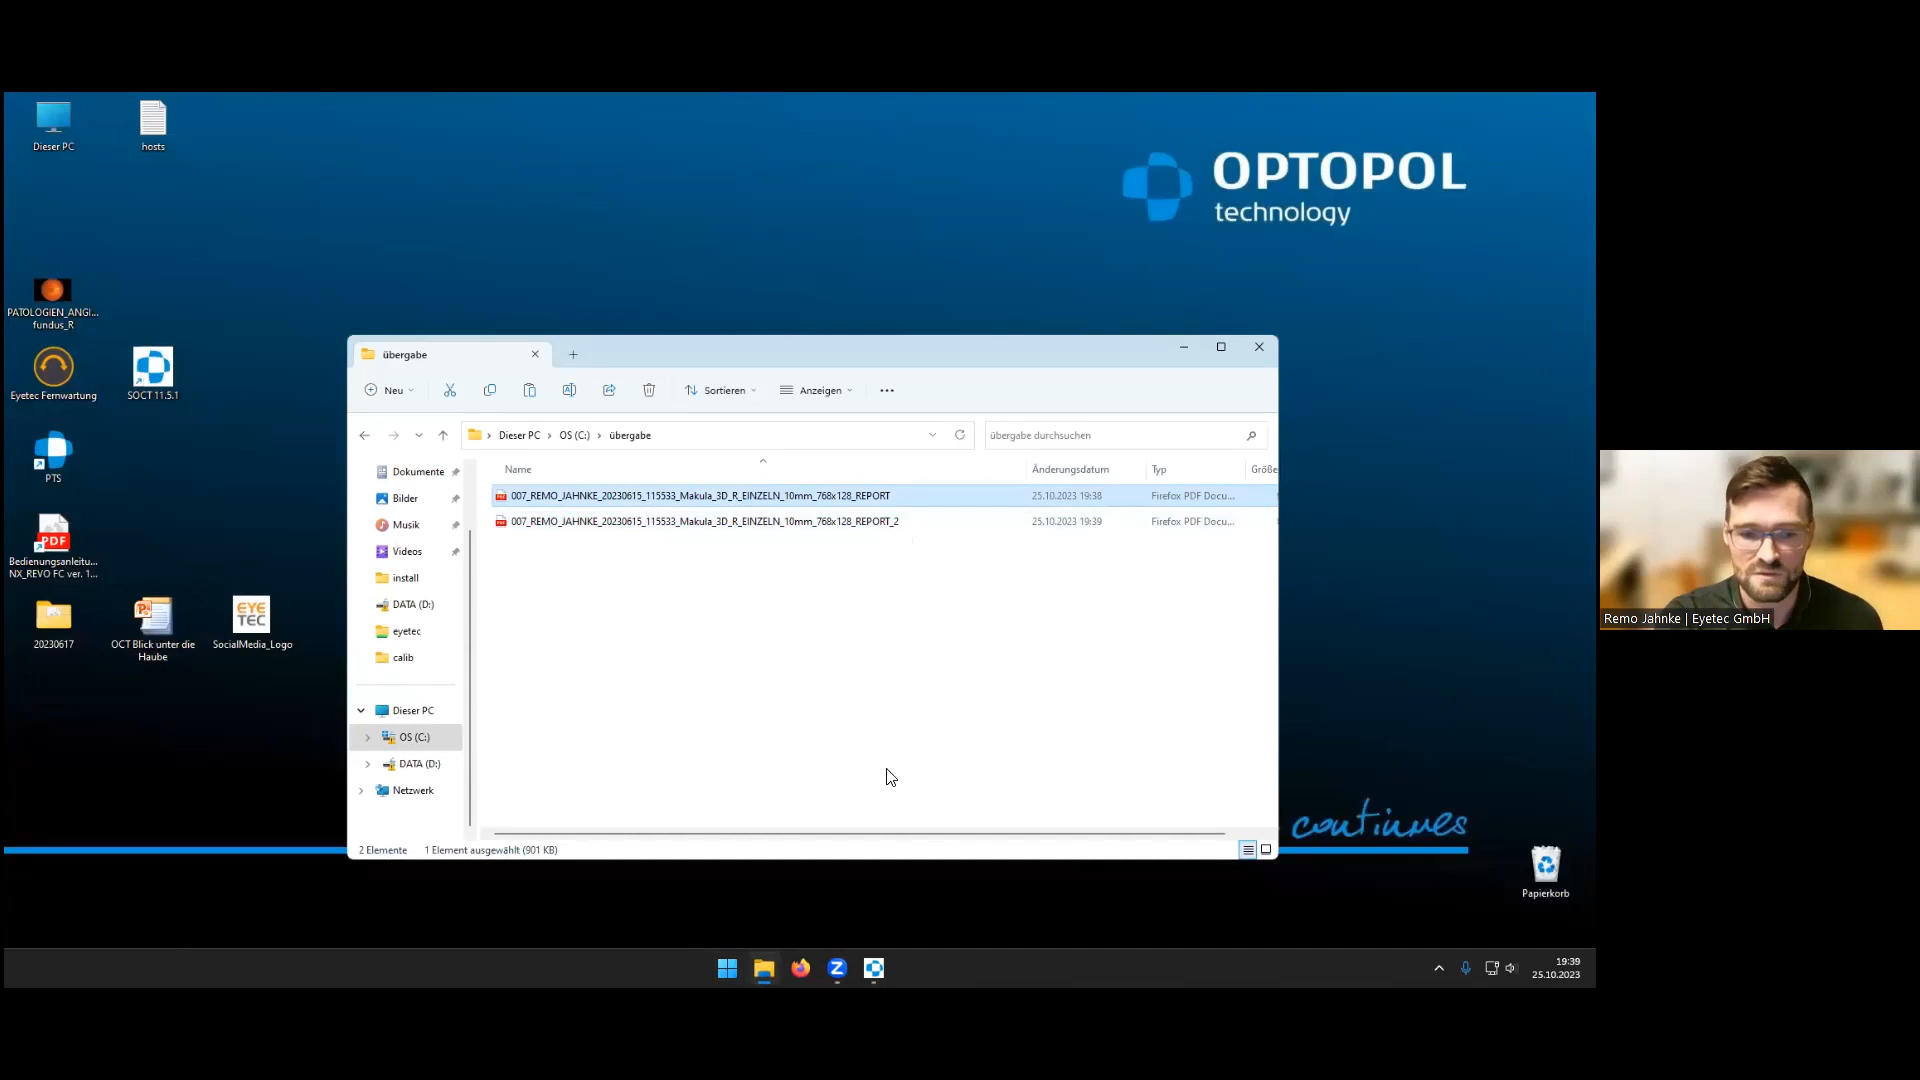 Dieser PC
hosts
OPTOPOL
technology
PATOLOGIEN_ANGI...
fundus_R
Eyetec Fernwartung
SOCT 11.5.1
PTS
PDF
Bedienungsanleitu...
NX_REVO FC ver. 1...
20230617
OCT Blick unter die
Haube
EYE
TEC
SocialMedia_Logo
übergabe
Neu
Sortieren
Anzeigen
Dieser PC
OS (C:)
übergabe
übergabe durchsuchen
Name
Änderungsdatum
Typ
Größe
007_REMO_JAHNKE_20230615_115533_Makula_3D_R_EINZELN_10mm_768x128_REPORT
25.10.2023 19:38
Firefox PDF Docu...
007_REMO_JAHNKE_20230615_115533_Makula_3D_R_EINZELN_10mm_768x128_REPORT_2
25.10.2023 19:39
Firefox PDF Docu...
Dokumente
Bilder
Musik
Videos
install
DATA (D:)
eyetec
calib
Dieser PC
OS (C:)
DATA (D:)
Netzwerk
2 Elemente
1 Element ausgewählt (901 KB)
continues
Papierkorb
19:39
25.10.2023
Remo Jahnke | Eyetec GmbH